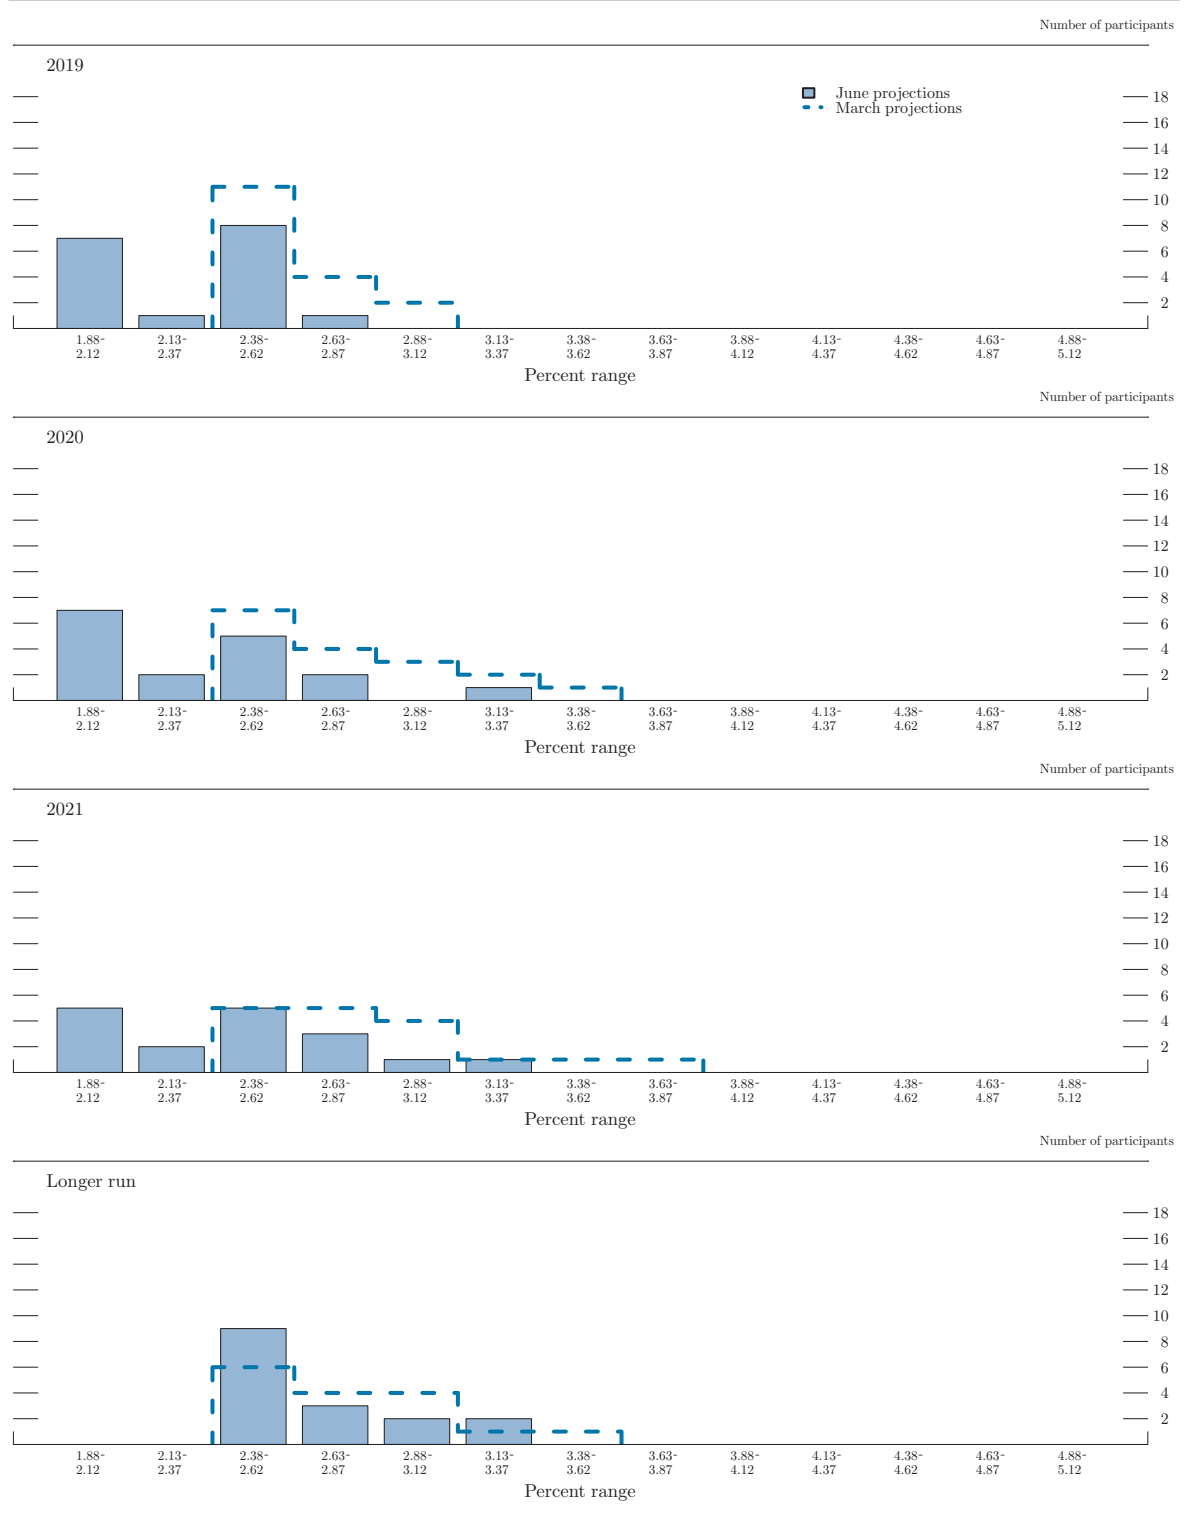 Number of participants
2019
June projections
March projections
18
16
14
12
10
8
6
4
2
1.88- 2.13- 2.38- 2.63- 2.88- 3.13- 3.38- 3.63- 3.88- 4.13- 4.38- 4.63- 4.88-
2.12 2.37 2.62 2.87 3.12 3.37 3.62 3.87 4.12 4.37 4.62 4.87 5.12
Percent range
Number of participants
2020
18
16
14
12
10
8
6
4
2
1.88- 2.13- 2.38- 2.63- 2.88- 3.13- 3.38- 3.63- 3.88- 4.13- 4.38- 4.63- 4.88-
2.12 2.37 2.62 2.87 3.12 3.37 3.62 3.87 4.12 4.37 4.62 4.87 5.12
Percent range
Number of participants
2021
18
16
14
12
10
8
6
4
2
1.88- 2.13- 2.38- 2.63- 2.88- 3.13- 3.38- 3.63- 3.88- 4.13- 4.38- 4.63- 4.88-
2.12 2.37 2.62 2.87 3.12 3.37 3.62 3.87 4.12 4.37 4.62 4.87 5.12
Percent range
Number of participants
Longer run
18
16
14
12
10
8
6
4
2
1.88- 2.13- 2.38- 2.63- 2.88- 3.13- 3.38- 3.63- 3.88- 4.13- 4.38- 4.63- 4.88-
2.12 2.37 2.62 2.87 3.12 3.37 3.62 3.87 4.12 4.37 4.62 4.87 5.12
Percent range